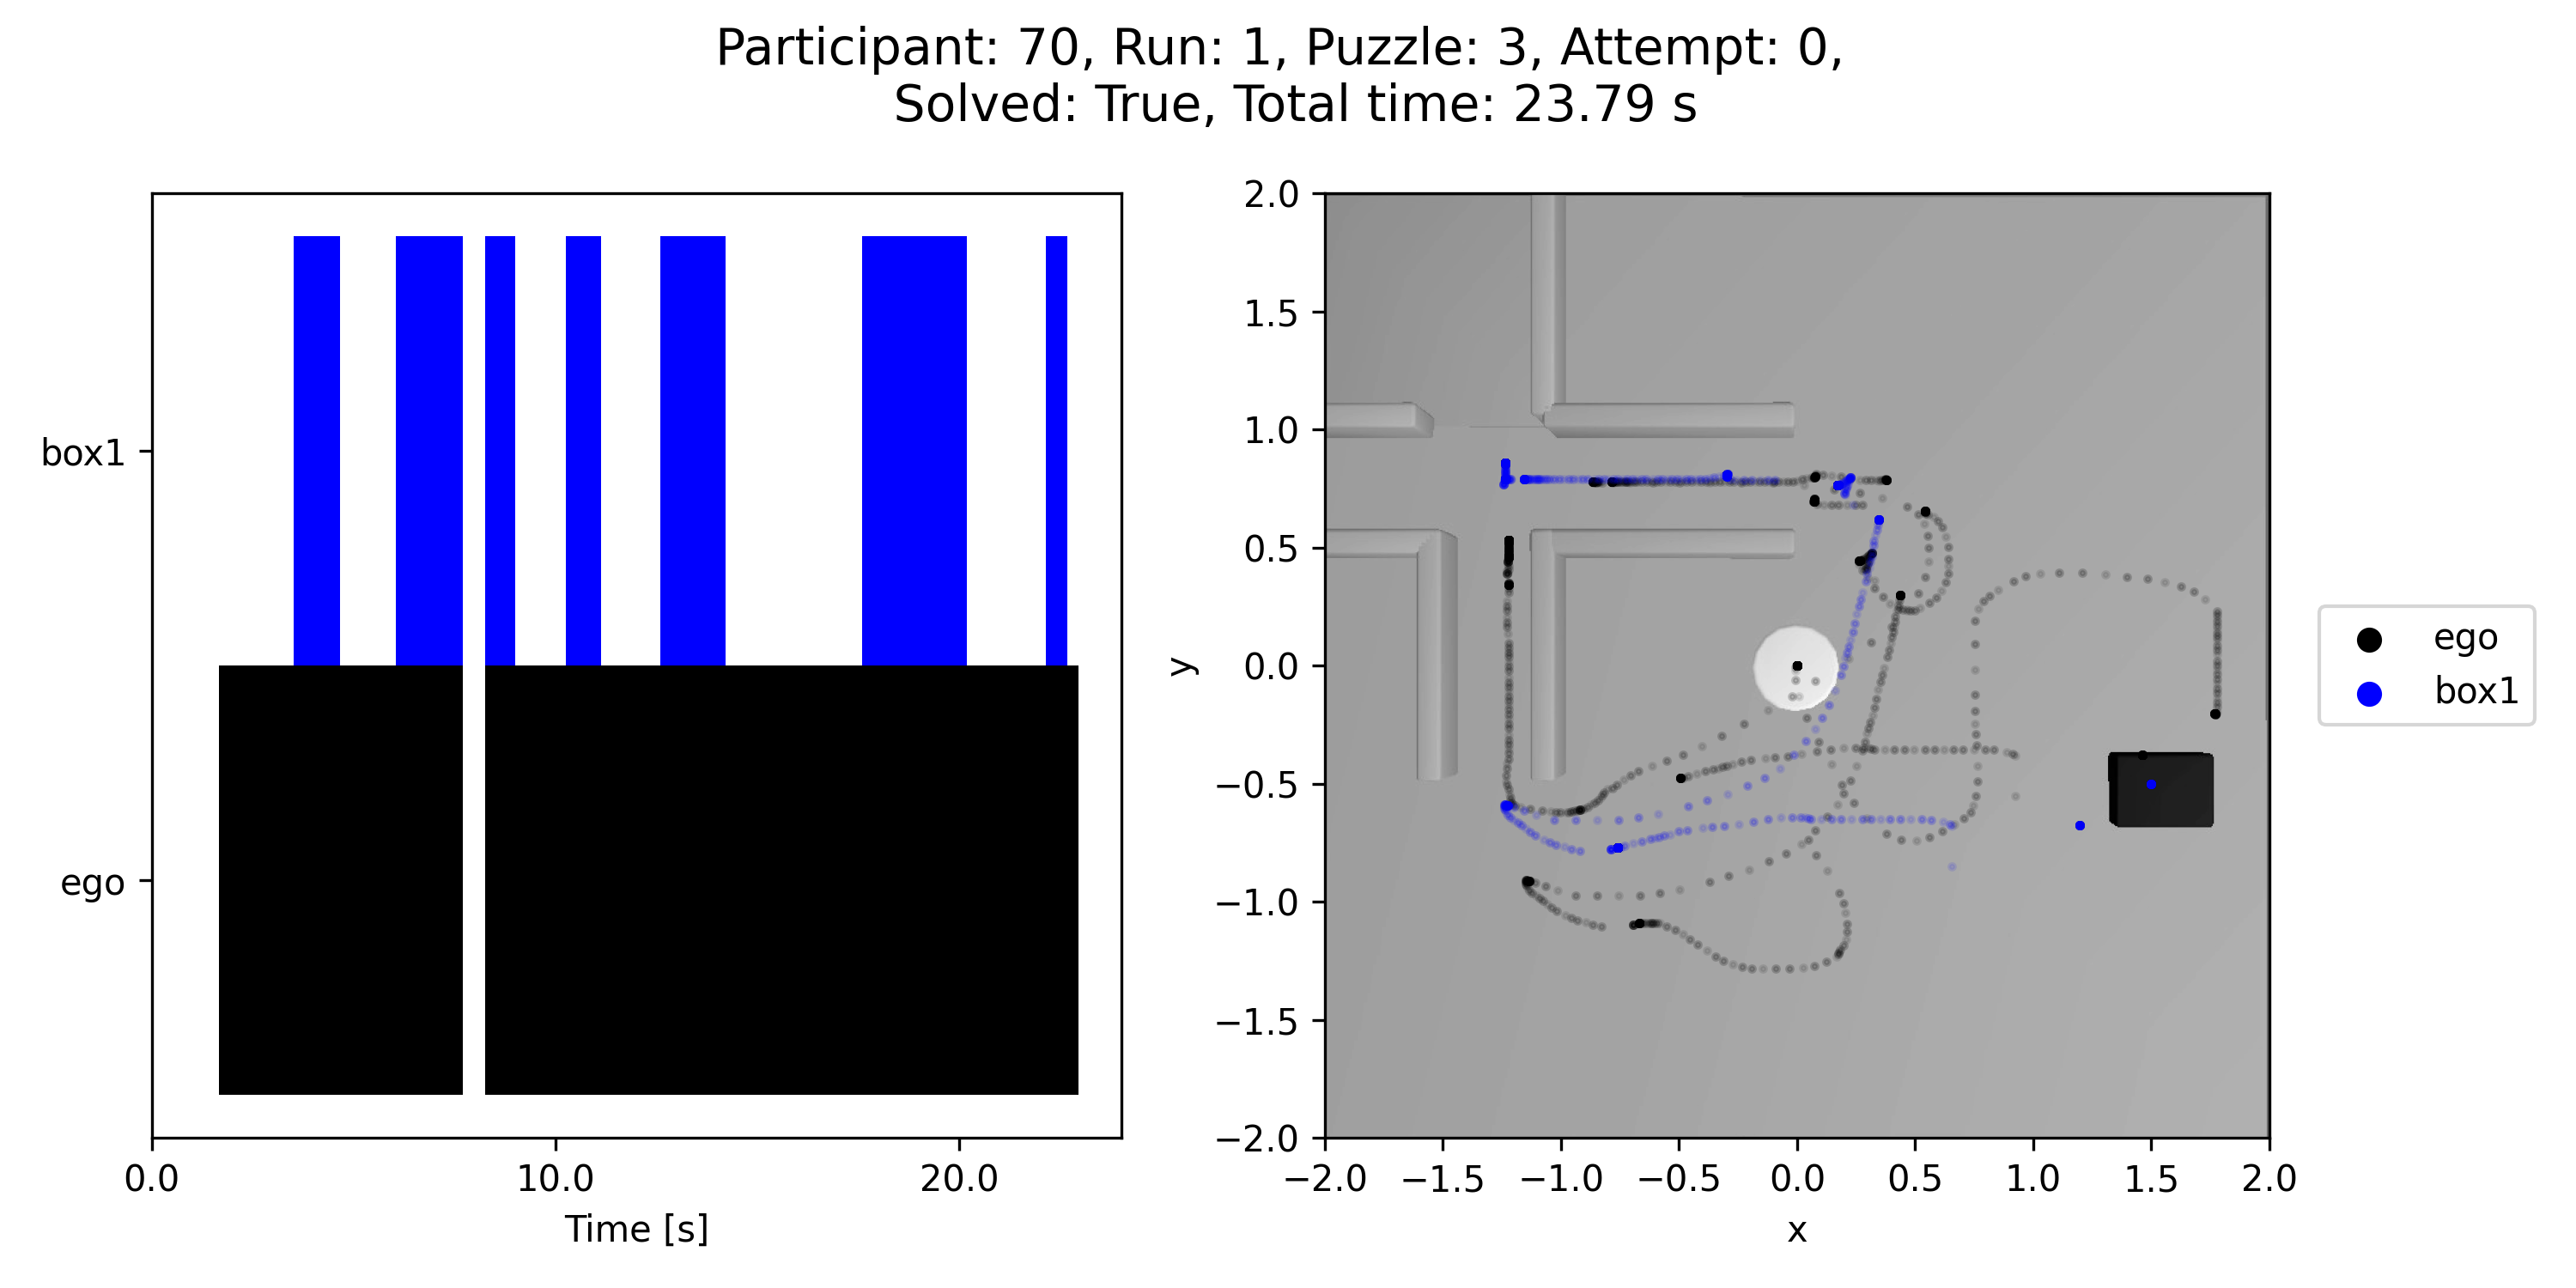 Participant: 70, Run: 1, Puzzle: 3, Attempt: 0,
Solved: True, Total time: 23.79 s
box1
ego
0.0
10.0
20.0
Time [s]
2.0
1.5
1.0
0.5
0.0
−0.5
−1.0
−1.5
−2.0
y
−2.0
−1.5
−1.0
−0.5
0.0
0.5
1.0
1.5
2.0
x
ego
box1